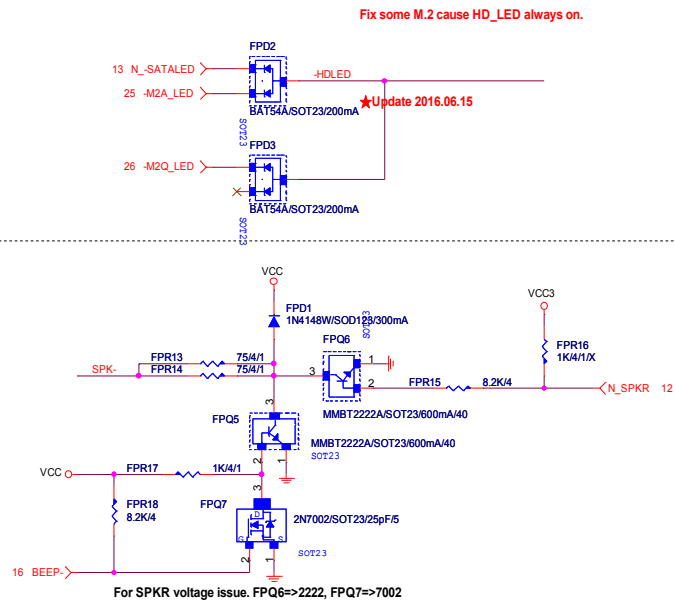 Fix some M.2 cause HD_LED always on.
FPD2
13 N_-SATALED
-HDLED
25 -M2A_LED
★Update 2016.06.15
BAT54A/SOT23/200mA
SOT23
FPD3
26 -M2Q_LED
BAT54A/SOT23/200mA
SOT23
VCC
VCC3
FPD1
1N4148W/SOD123/300mA
SOT23
FPQ6
FPR16
1K/4/1/X
FPR13 75/4/1
SPK-
FPR14 75/4/1
3
1
2
FPR15 8.2K/4
N_SPKR 12
3
FPQ5
MMBT2222A/SOT23/600mA/40
MMBT2222A/SOT23/600mA/40
SOT23
2
1
VCC
FPR17 1K/4/1
3
FPR18
8.2K/4
FPQ7
D
G
S
2N7002/SOT23/25pF/5
SOT23
2
1
16 BEEP-
For SPKR voltage issue. FPQ6=>2222, FPQ7=>7002